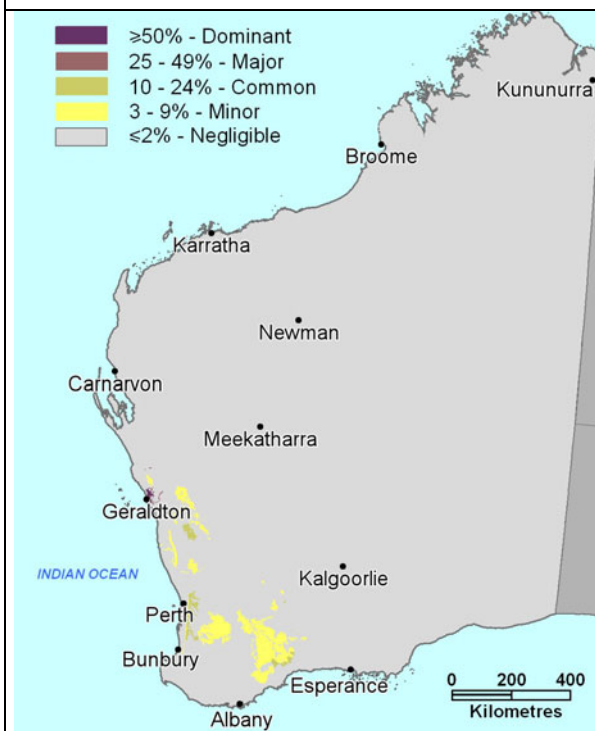 ≥50% - Dominant
25 - 49% - Major
10 - 24% - Common
3 - 9% - Minor
≤2% - Negligible
Kununurra
Broome
Karratha
Newman
Carnarvon
Meekatharra
Geraldton
INDIAN OCEAN
Kalgoorlie
Perth
Bunbury
Esperance
Albany
0 200 400
Kilometres